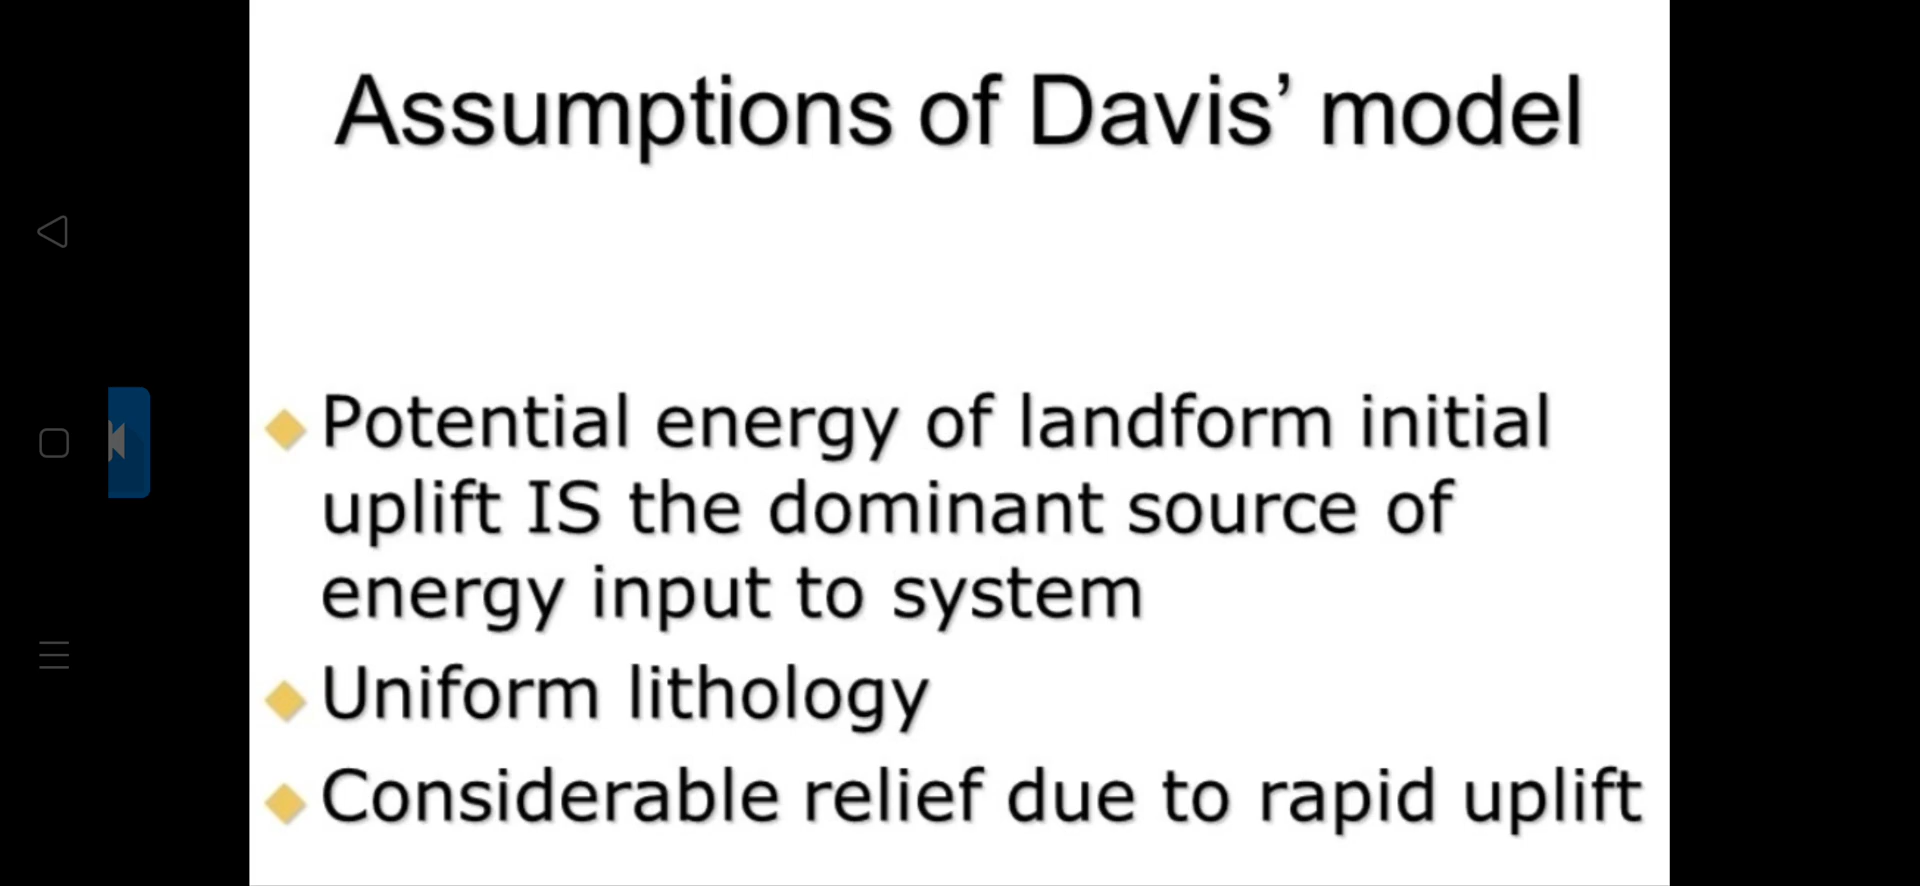 Assumptions of Davis’ model
Potential energy of landform initial
uplift IS the dominant source of
energy input to system
Uniform lithology
Considerable relief due to rapid uplift